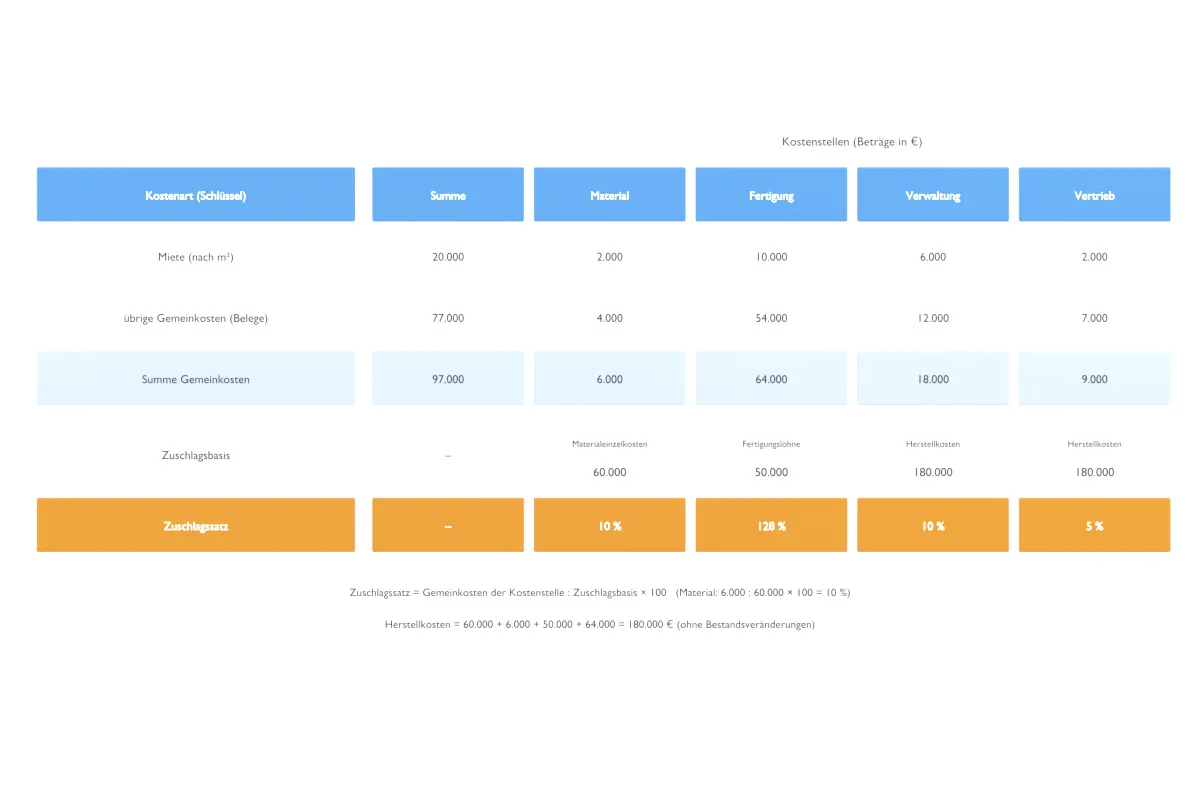 Kostenstellen (Beträge in €)
Kostenart (Schlüssel) Summe Material Fertigung Verwaltung Vertrieb
Miete (nach m²) 20.000 2.000 10.000 6.000 2.000
übrige Gemeinkosten (Belege) 77.000 4.000 54.000 12.000 7.000
Summe Gemeinkosten 97.000 6.000 64.000 18.000 9.000
Materialeinzelkosten Fertigungslöhne Herstellkosten Herstellkosten
Zuschlagsbasis –
60.000 50.000 180.000 180.000
Zuschlagssatz – 10 % 128 % 10 % 5 %
Zuschlagssatz = Gemeinkosten der Kostenstelle : Zuschlagsbasis × 100 (Material: 6.000 : 60.000 × 100 = 10 %)
Herstellkosten = 60.000 + 6.000 + 50.000 + 64.000 = 180.000 € (ohne Bestandsveränderungen)